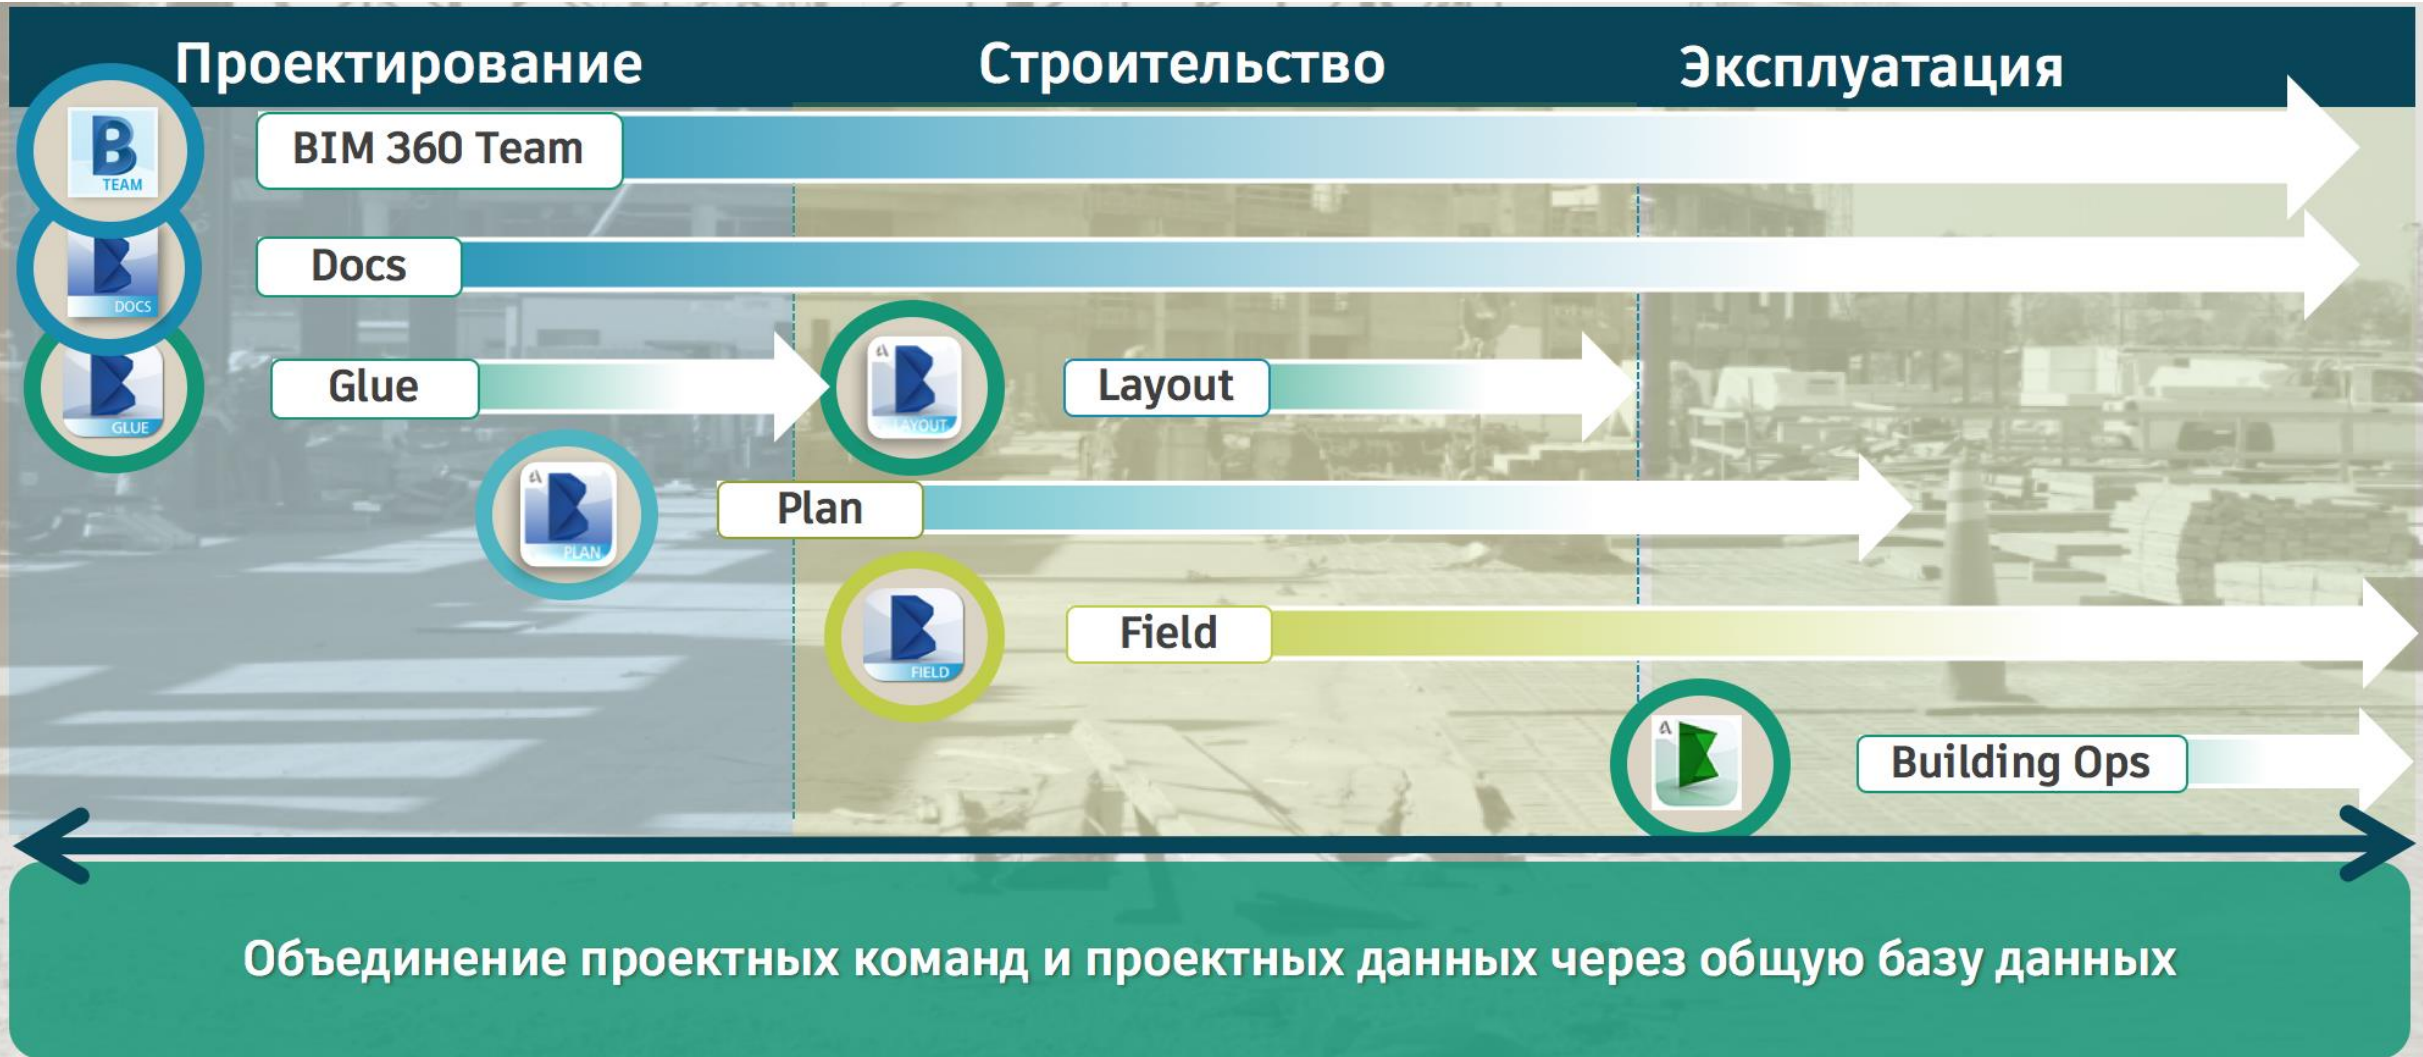 Проектирование
Строительство
Эксплуатация
B
TEAM
BIM 360 Team
DOCS
Docs
GLUE
Glue
LAYOUT
Layout
PLAN
Plan
FIELD
Field
Building Ops
Объединение проектных команд и проектных данных через общую базу данных